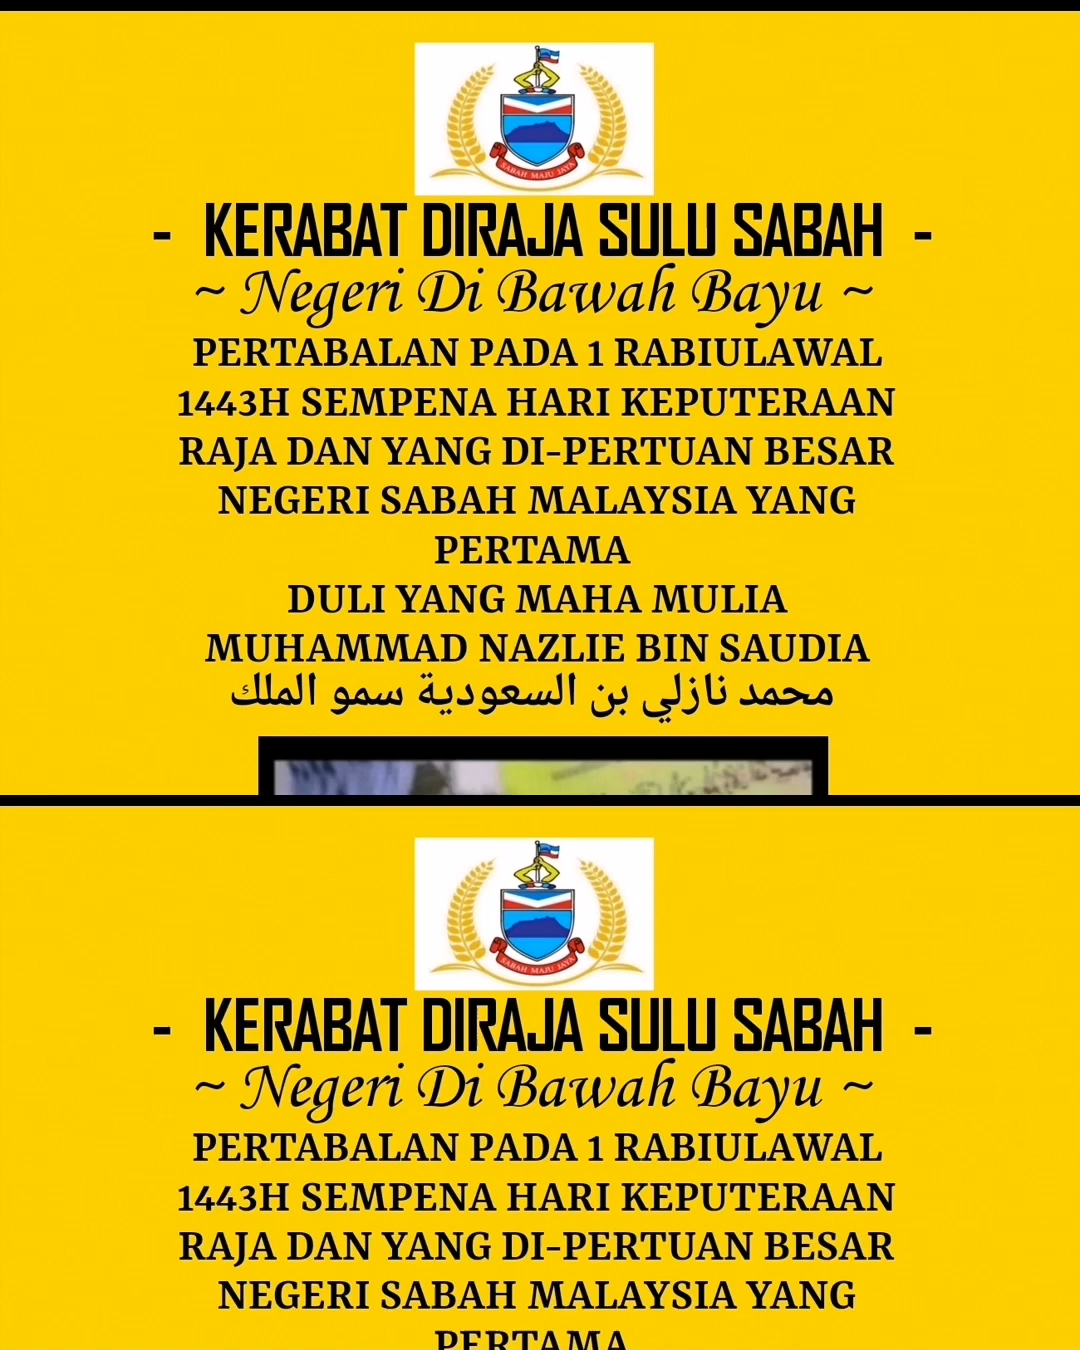 SABAH MAJU JAYA
- KERABAT DIRAJA SULU SABAH -
~ Negeri Di Bawah Bayu ~
PERTABALAN PADA 1 RABIULAWAL
1443H SEMPENA HARI KEPUTERAAN
RAJA DAN YANG DI-PERTUAN BESAR
NEGERI SABAH MALAYSIA YANG
PERTAMA
DULI YANG MAHA MULIA
MUHAMMAD NAZLIE BIN SAUDIA
محمد نازلي بن السعودية سمو الملك
SABAH MAJU JAYA
- KERABAT DIRAJA SULU SABAH -
~ Negeri Di Bawah Bayu ~
PERTABALAN PADA 1 RABIULAWAL
1443H SEMPENA HARI KEPUTERAAN
RAJA DAN YANG DI-PERTUAN BESAR
NEGERI SABAH MALAYSIA YANG
PERTAMA